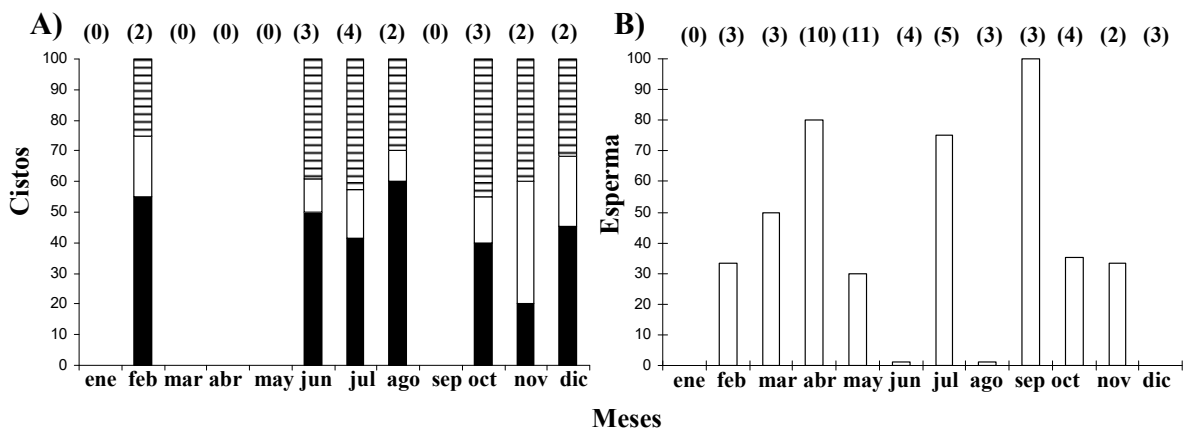 A)
(0) (2) (0) (0) (0) (3) (4) (2) (0) (3) (2) (2)
100
90
80
70
60
50
40
30
20
10
0
Cistos
ene feb mar abr may jun jul ago sep oct nov dic
B)
(0) (3) (3) (10) (11) (4) (5) (3) (3) (4) (2) (3)
100
90
80
70
60
50
40
30
20
10
0
Esperma
ene feb mar abr may jun jul ago sep oct nov dic
Meses